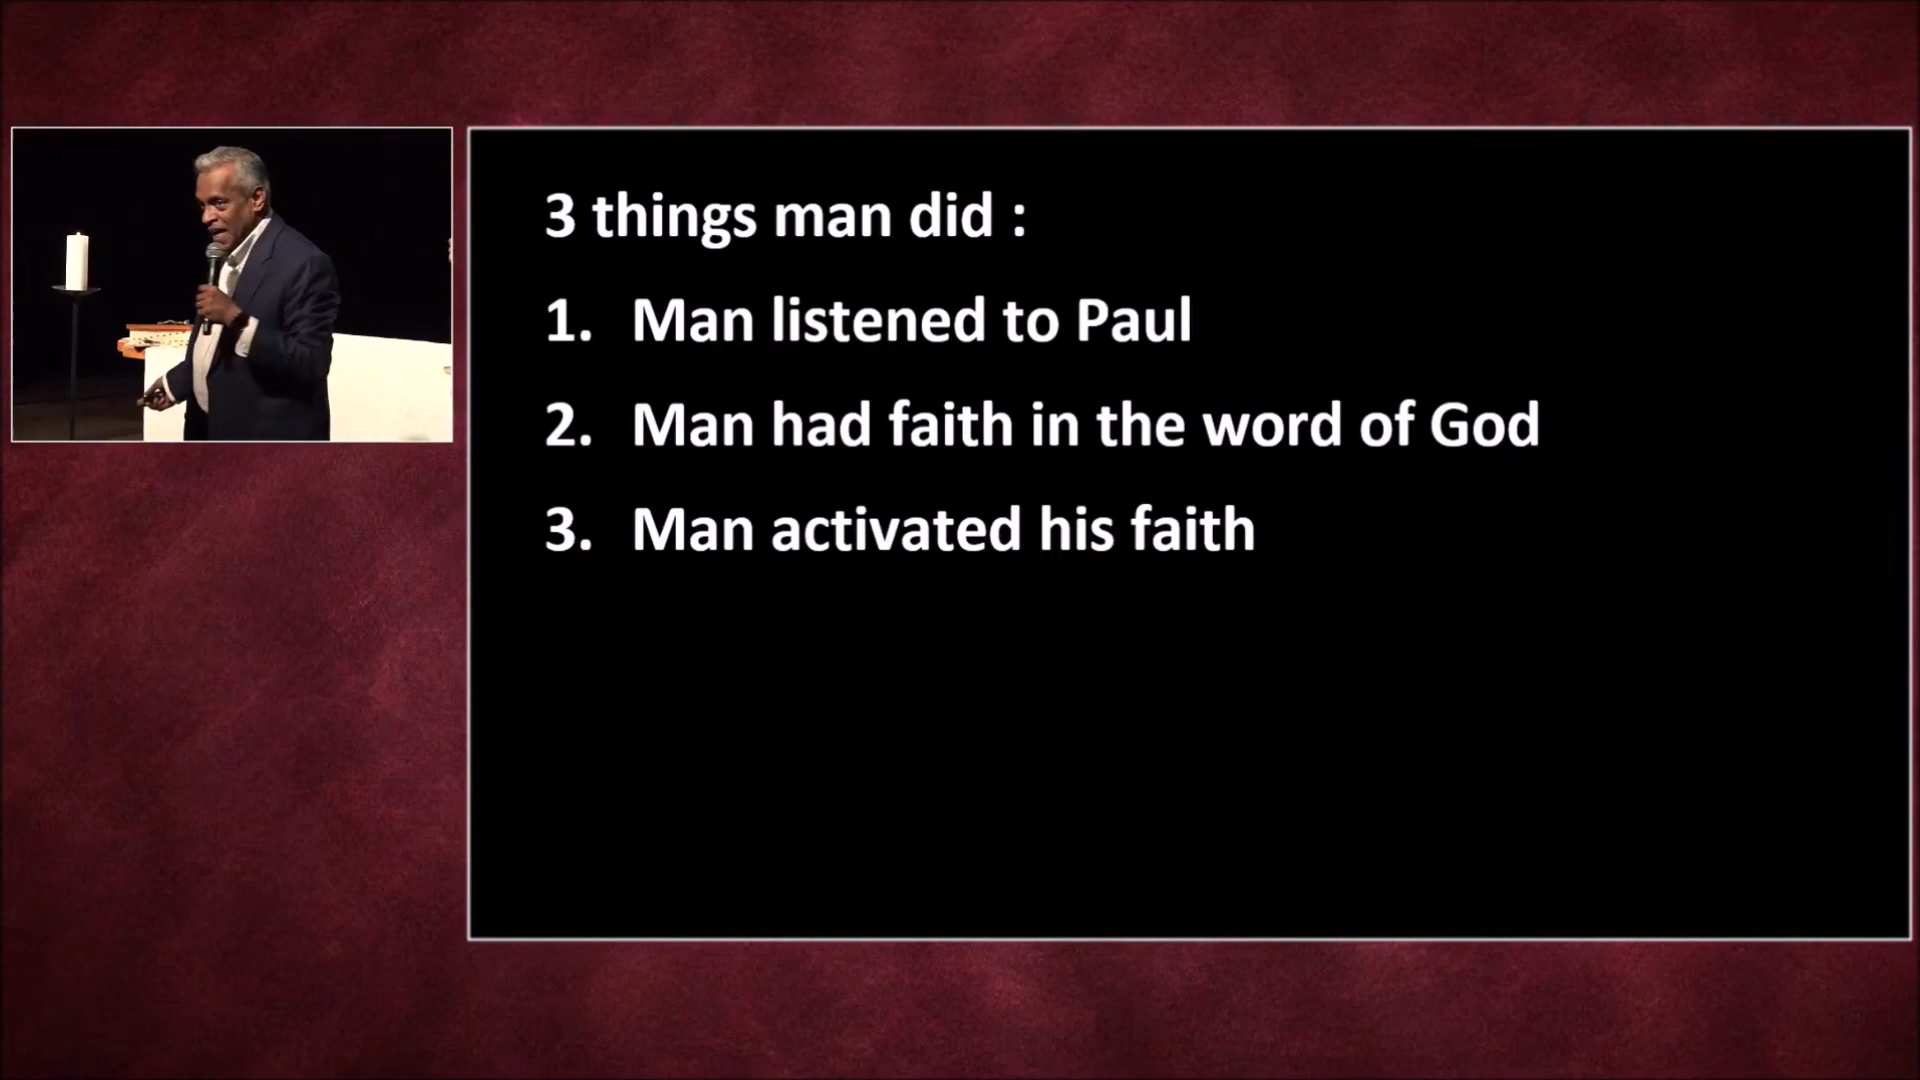 3 things man did :
1. Man listened to Paul
2. Man had faith in the word of God
3. Man activated his faith